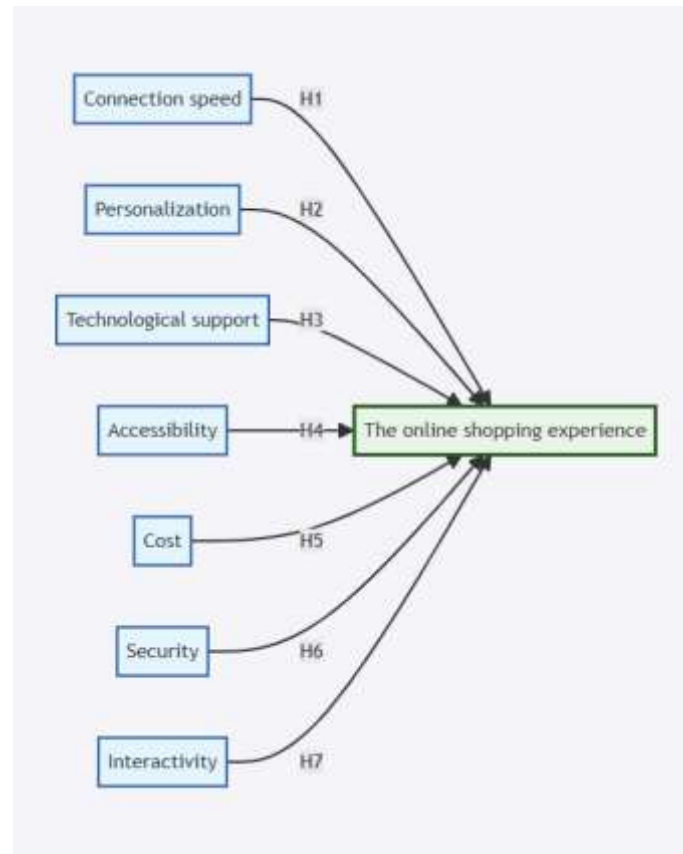 Connection speed
H1
Personalization
H2
Technological support
H3
Accessibility
H4
The online shopping experience
Cost
H5
Security
H6
Interactivity
H7